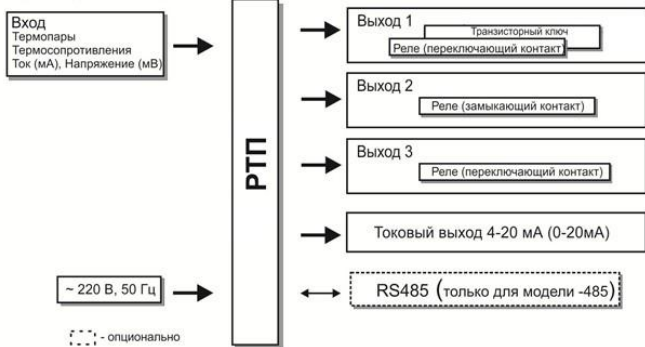 Вход
Термопары
Термосопротивления
Ток (мА), Напряжение (мВ)
РТП
Выход 1
Транзисторный ключ
Реле (переключающий контакт)
Выход 2
Реле (замыкающий контакт)
Выход 3
Реле (переключающий контакт)
Токовый выход 4-20 мА (0-20мА)
~ 220 В, 50 Гц
RS485 (только для модели -485)
- опционально